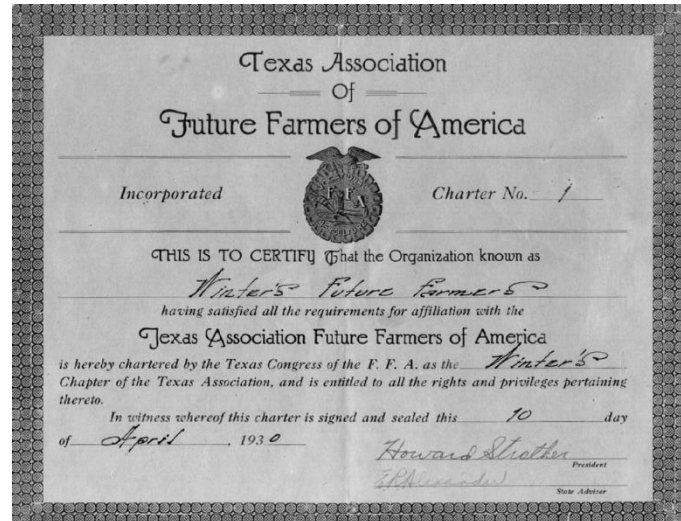 Texas Association
Of
Future Farmers of America
FFA
Incorporated
Charter No. 1
THIS IS TO CERTIFY That the Organization known as
Winter's Future Farmers
having satisfied all the requirements for affiliation with the
Texas Association Future Farmers of America
is hereby chartered by the Texas Congress of the F. F. A. as the Winter's
Chapter of the Texas Association, and is entitled to all the rights and privileges pertaining
thereto.
In witness whereof this charter is signed and sealed this 10 day
of April, 1930
Howard Strother
President
E.R. Alexander
State Adviser